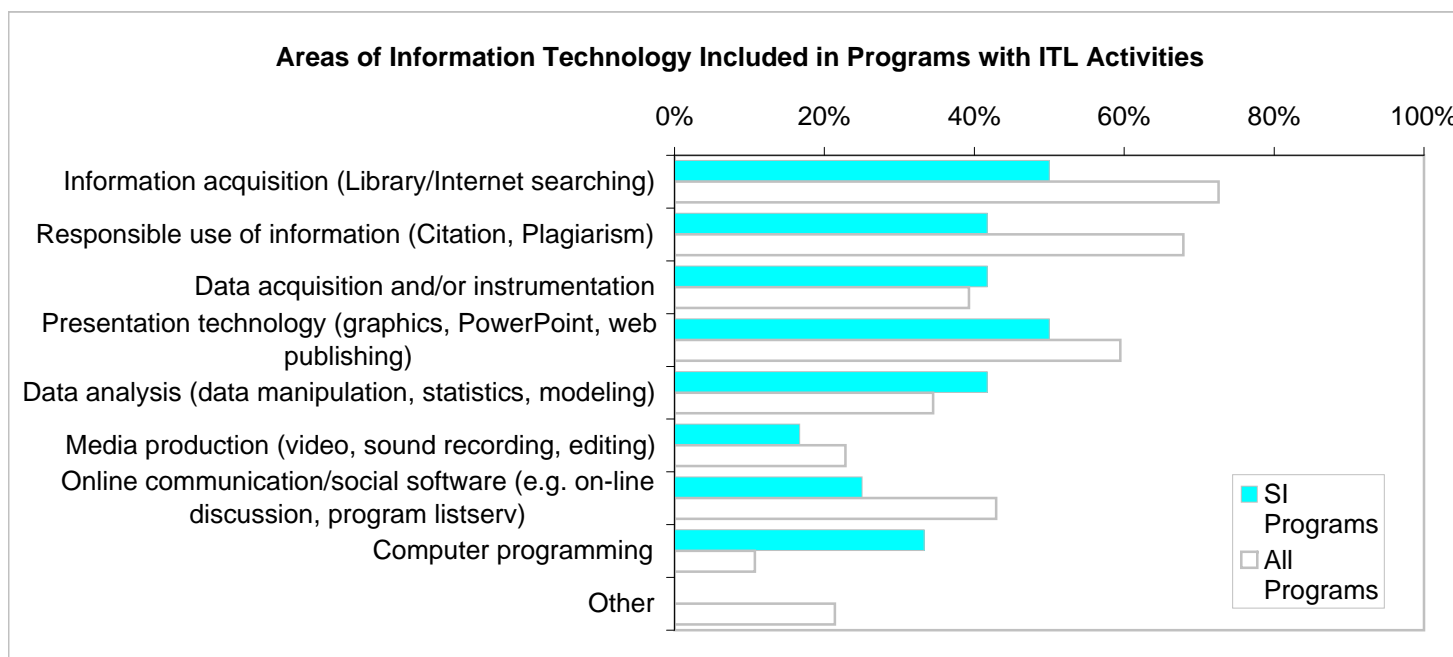 Areas of Information Technology Included in Programs with ITL Activities
0% 20% 40% 60% 80% 100%
Information acquisition (Library/Internet searching)
Responsible use of information (Citation, Plagiarism)
Data acquisition and/or instrumentation
Presentation technology (graphics, PowerPoint, web
publishing)
Data analysis (data manipulation, statistics, modeling)
Media production (video, sound recording, editing)
Online communication/social software (e.g. on-line
discussion, program listserv)
Computer programming
Other
SI
Programs
All
Programs